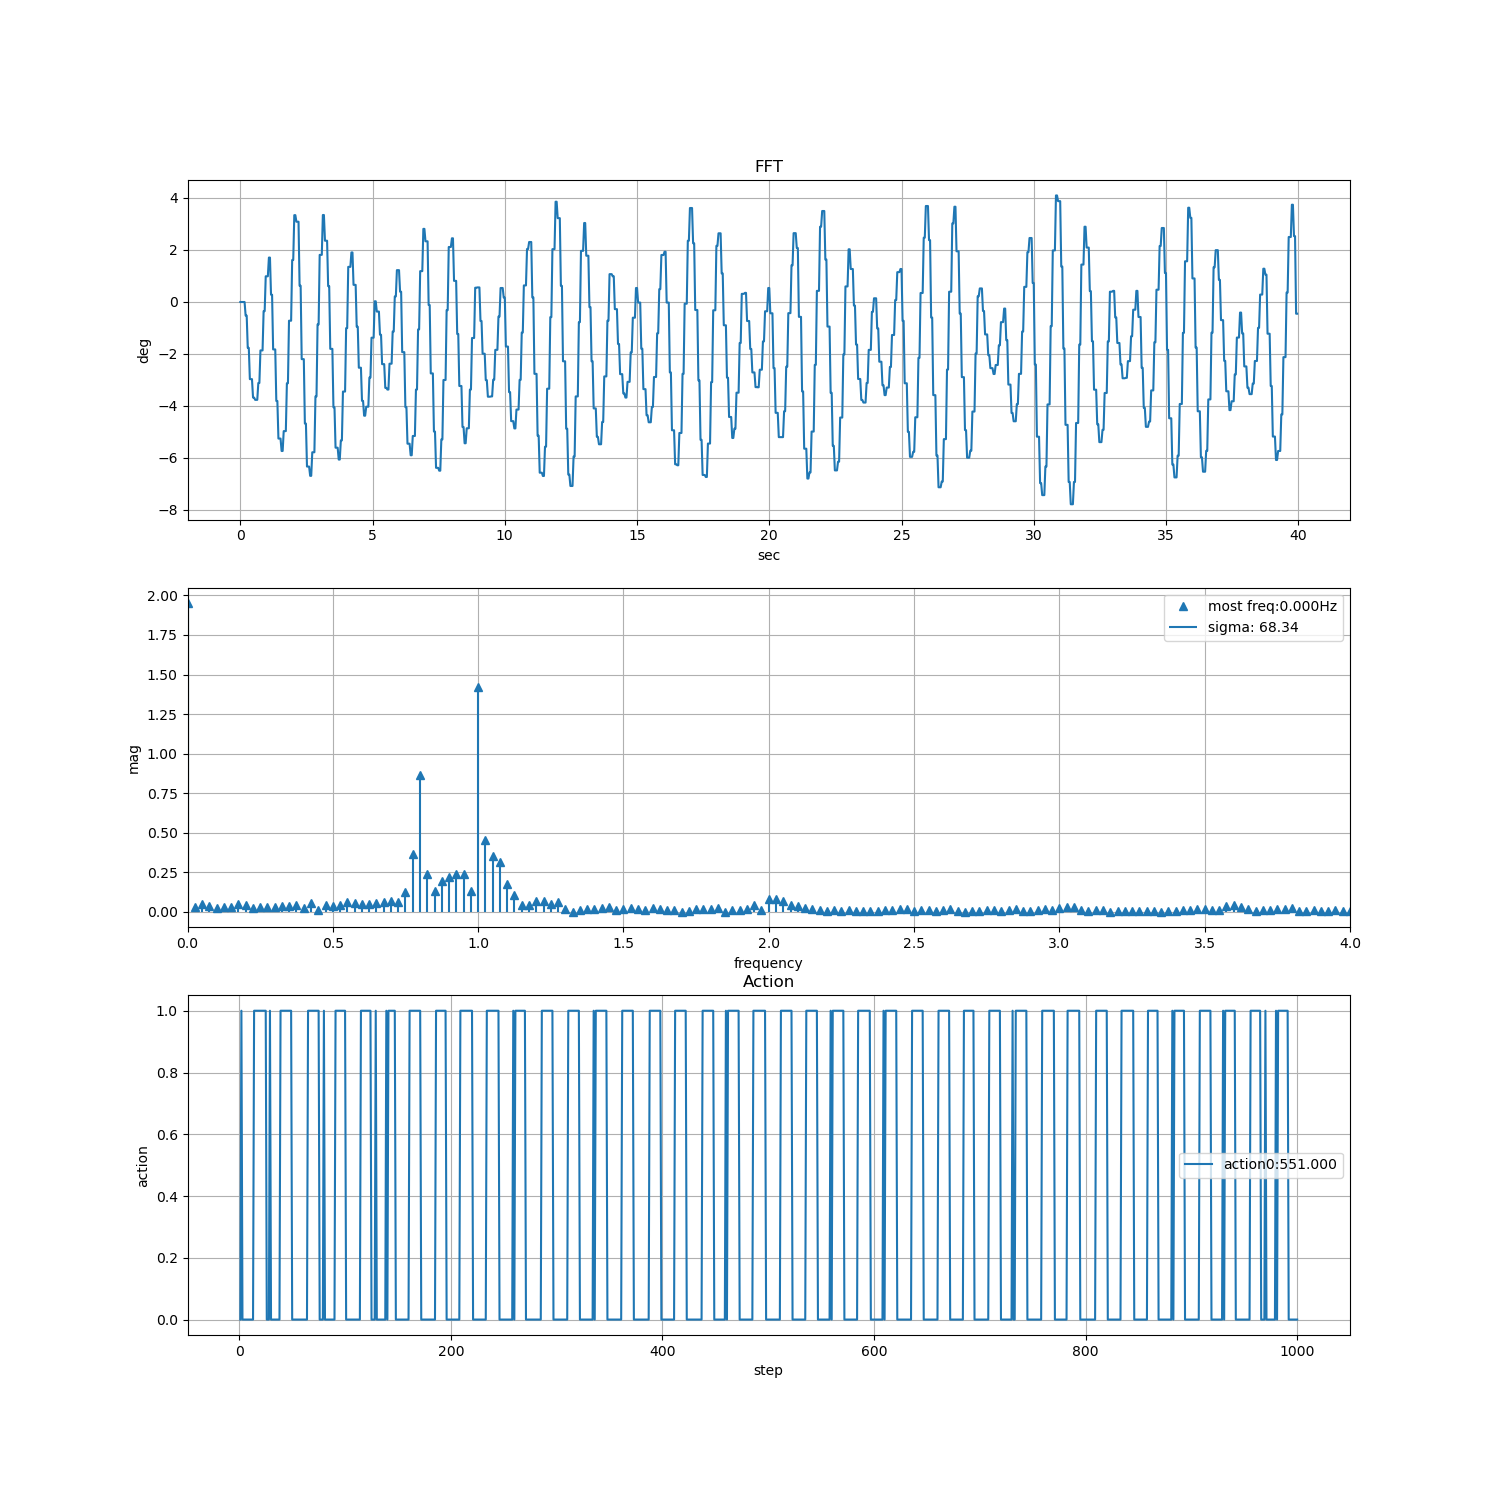 FFT
4
2
0
−2
−4
−6
−8
deg
0 5 10 15 20 25 30 35 40
sec
2.00
1.75
1.50
1.25
1.00
0.75
0.50
0.25
0.00
mag
most freq:0.000Hz
sigma: 68.34
0.0 0.5 1.0 1.5 2.0 2.5 3.0 3.5 4.0
frequency
Action
1.0
0.8
0.6
0.4
0.2
0.0
action
action0:551.000
0 200 400 600 800 1000
step